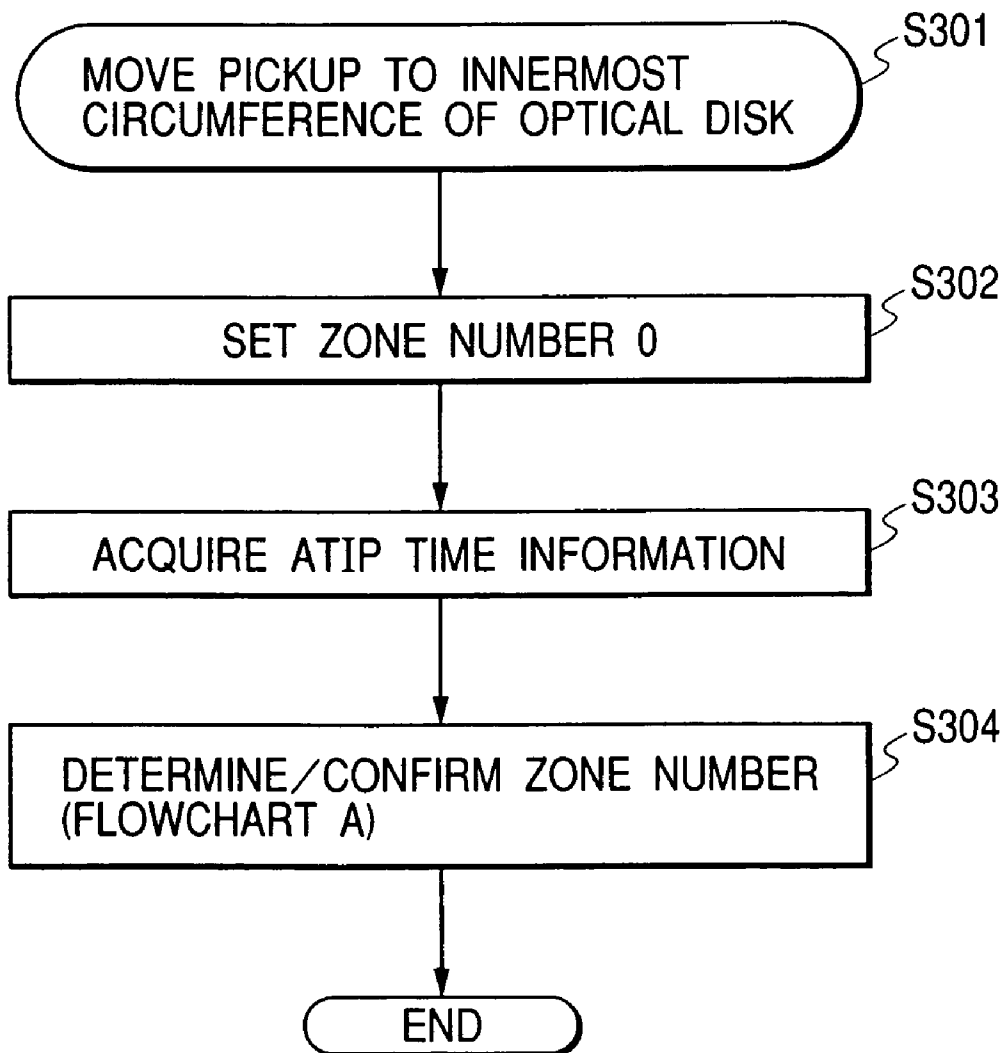 S301
MOVE PICKUP TO INNERMOST
CIRCUMFERENCE OF OPTICAL DISK
S302
SET ZONE NUMBER 0
S303
ACQUIRE ATIP TIME INFORMATION
S304
DETERMINE/CONFIRM ZONE NUMBER
(FLOWCHART A)
END